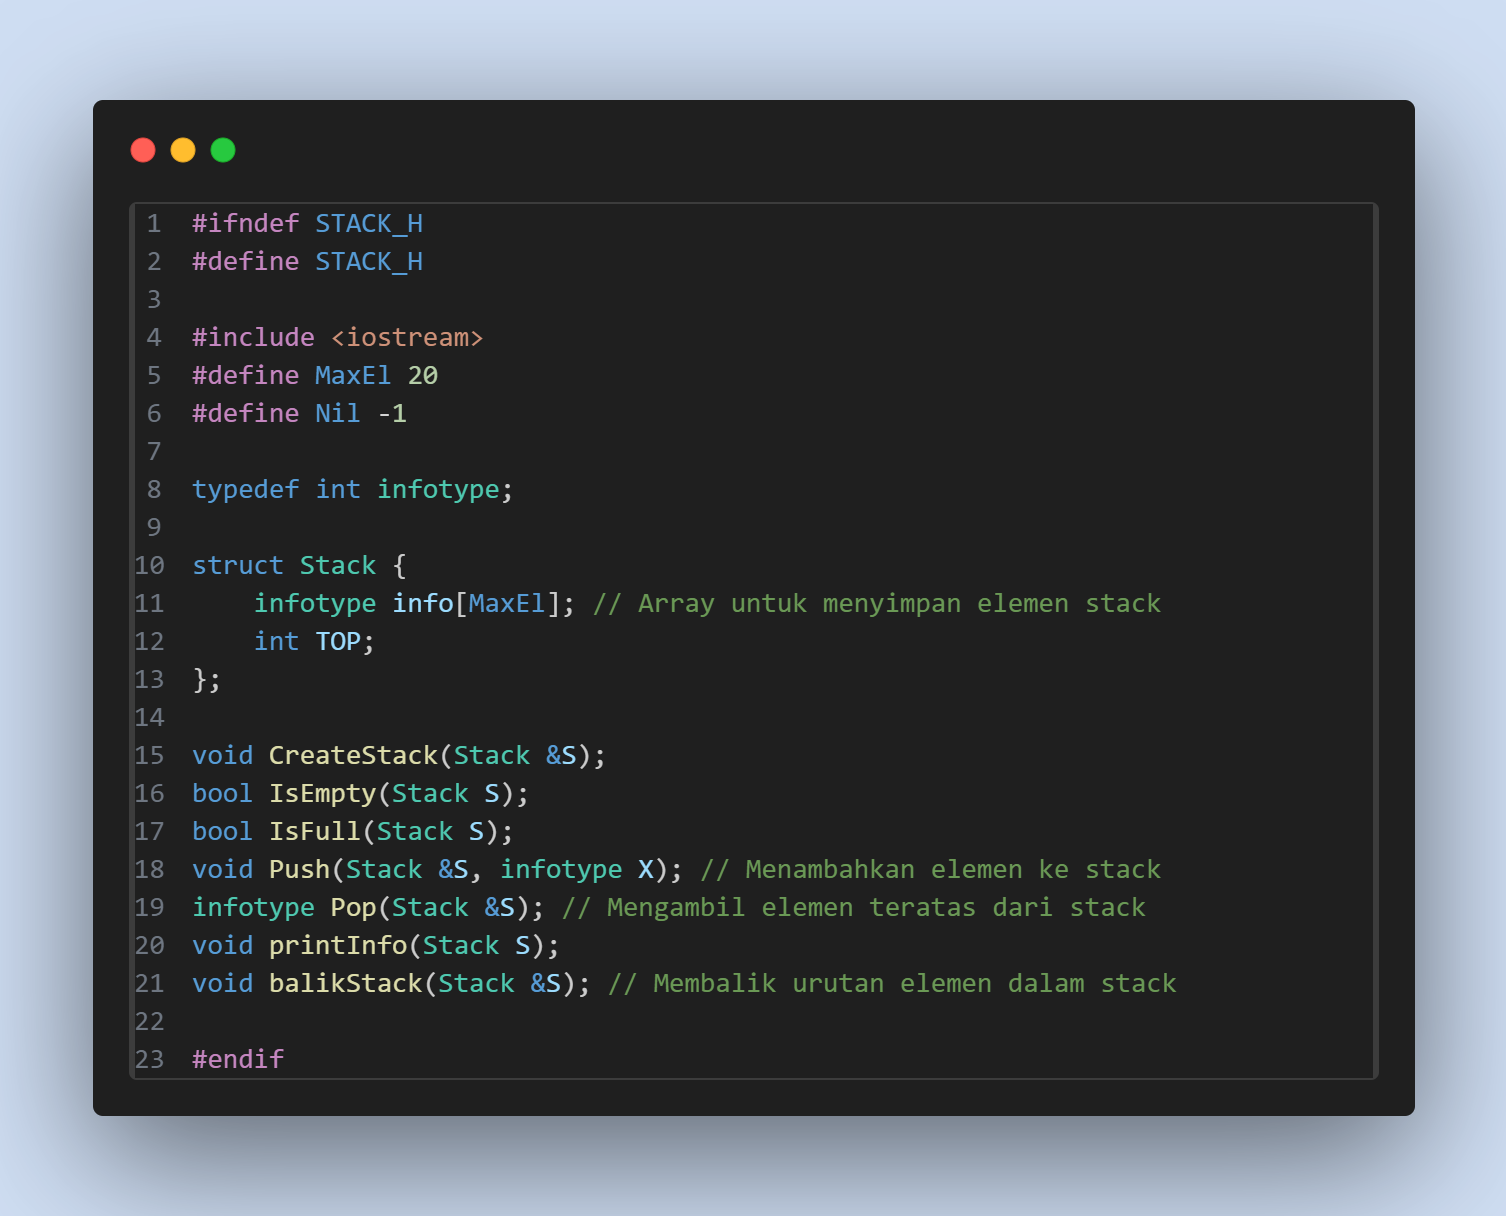 1 #ifndef STACK_H
2 #define STACK_H
3
4 #include <iostream>
5 #define MaxEl 20
6 #define Nil -1
7
8 typedef int infotype;
9
10 struct Stack {
11     infotype info[MaxEl]; // Array untuk menyimpan elemen stack
12     int TOP;
13 };
14
15 void CreateStack(Stack &S);
16 bool IsEmpty(Stack S);
17 bool IsFull(Stack S);
18 void Push(Stack &S, infotype X); // Menambahkan elemen ke stack
19 infotype Pop(Stack &S); // Mengambil elemen teratas dari stack
20 void printInfo(Stack S);
21 void balikStack(Stack &S); // Membalik urutan elemen dalam stack
22
23 #endif